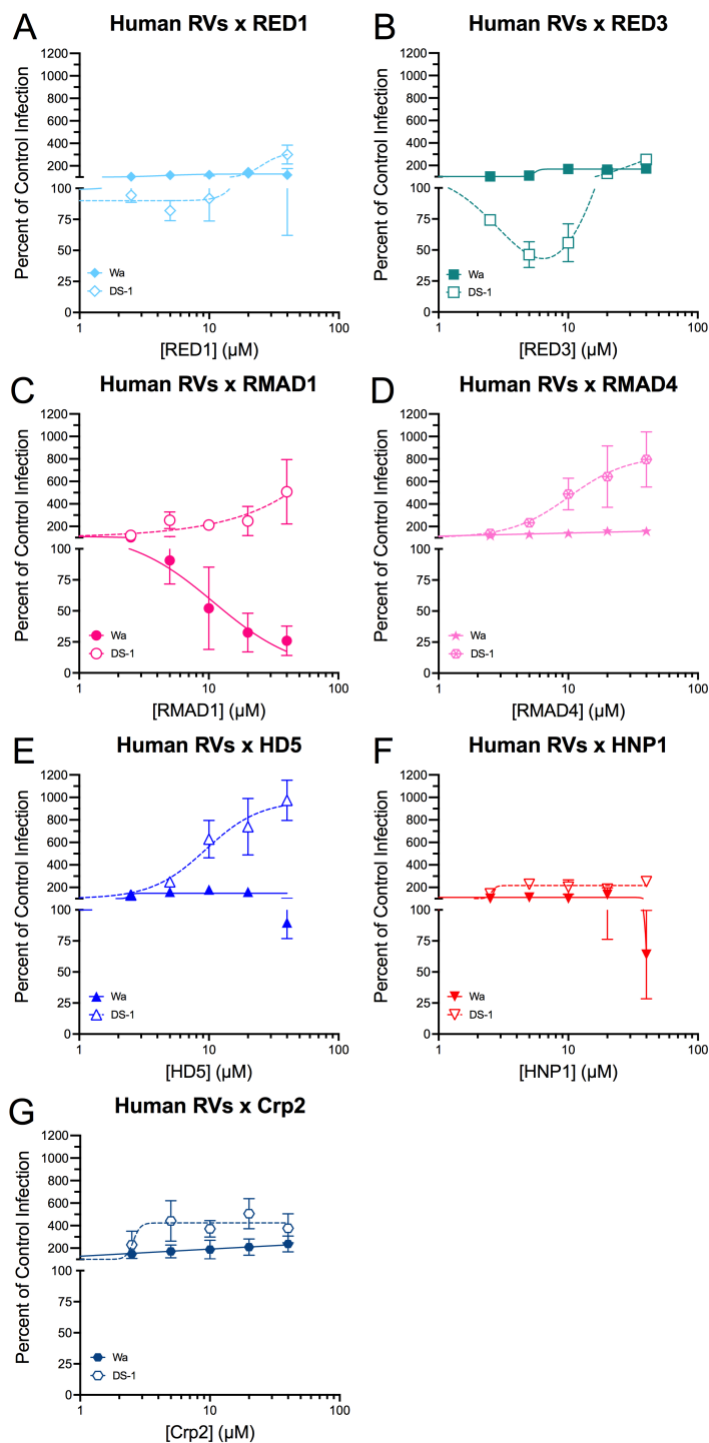 A
Human RVs x RED1
Percent of Control Infection
1200
1000
800
600
400
200
100
75
50
25
0
Wa
DS-1
1
10
100
[RED1] (µM)
B
Human RVs x RED3
Percent of Control Infection
1200
1000
800
600
400
200
100
75
50
25
0
Wa
DS-1
1
10
100
[RED3] (µM)
C
Human RVs x RMAD1
Percent of Control Infection
1200
1000
800
600
400
200
100
75
50
25
0
Wa
DS-1
1
10
100
[RMAD1] (µM)
D
Human RVs x RMAD4
Percent of Control Infection
1200
1000
800
600
400
200
100
75
50
25
0
Wa
DS-1
1
10
100
[RMAD4] (µM)
E
Human RVs x HD5
Percent of Control Infection
1200
1000
800
600
400
200
100
75
50
25
0
Wa
DS-1
1
10
100
[HD5] (µM)
F
Human RVs x HNP1
Percent of Control Infection
1200
1000
800
600
400
200
100
75
50
25
0
Wa
DS-1
1
10
100
[HNP1] (µM)
G
Human RVs x Crp2
Percent of Control Infection
1200
1000
800
600
400
200
100
75
50
25
0
Wa
DS-1
1
10
100
[Crp2] (µM)